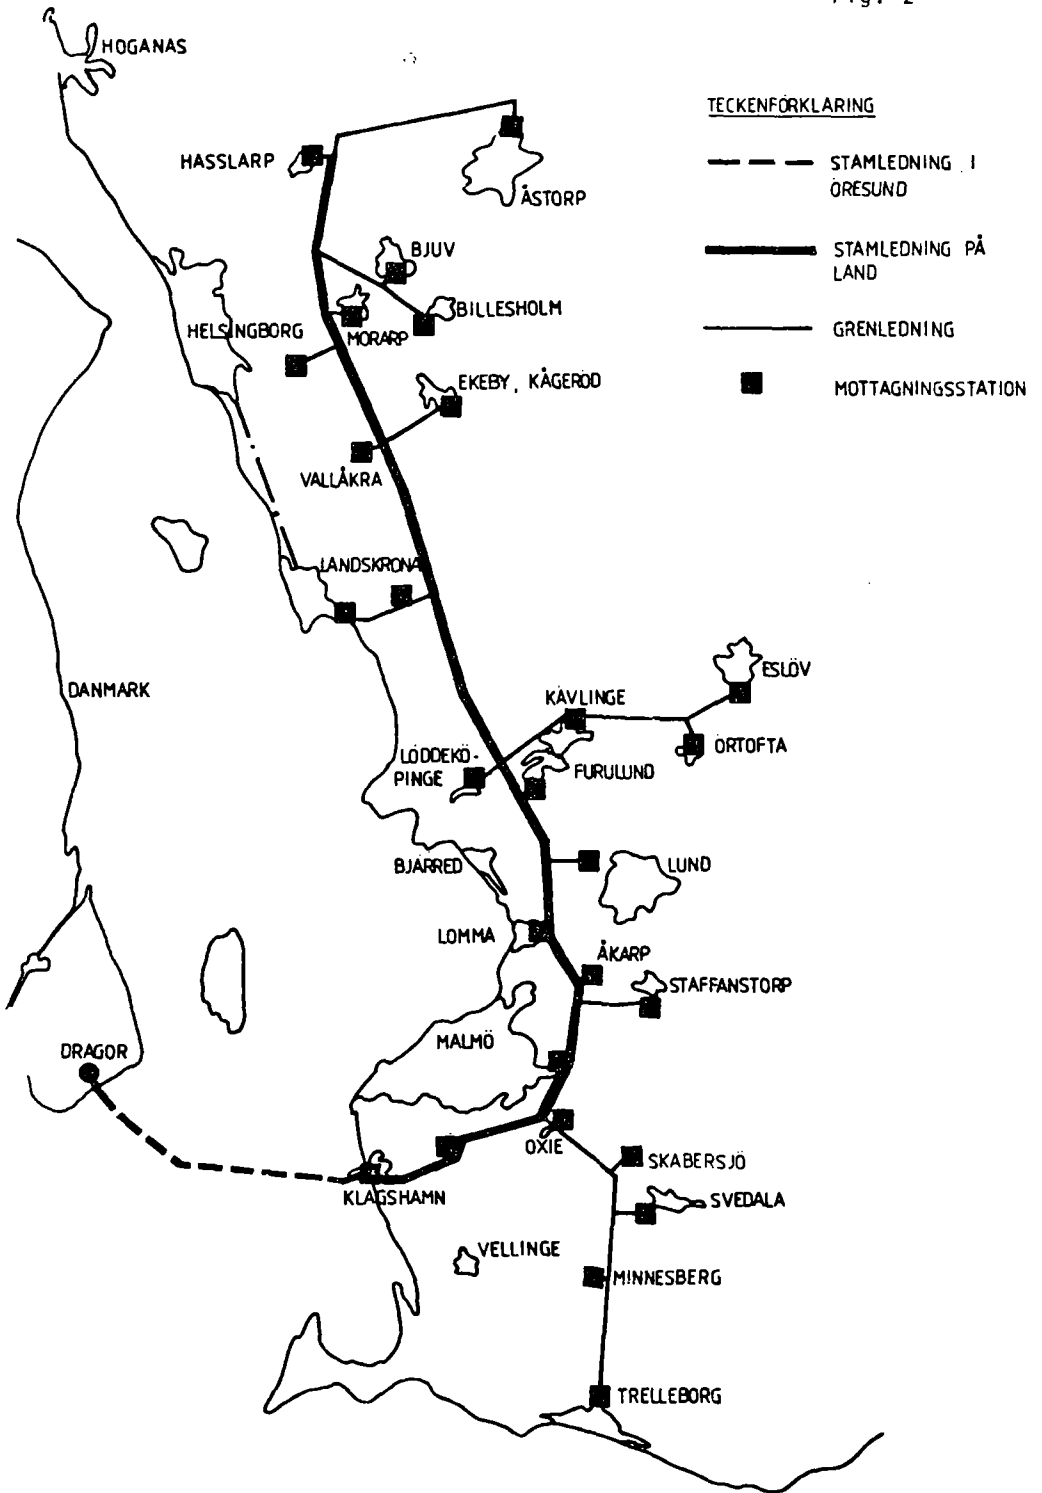 Fig. 2
HOGANAS
TECKENFÖRKLARING
HASSLARP
STAMLEDNING I
ÖRESUND
ÅSTORP
BJUV
STAMLEDNING PÅ
LAND
BILLESHOLM
HELSINGBORG
MORARP
GRENLEDNING
EKEBY, KÅGERÖD
MOTTAGNINGSSTATION
VALLÅKRA
LANDSKRONA
ESLÖV
DANMARK
KÄVLINGE
ÖRTOFTA
LÖDDEKÖ-
PINGE
FURULUND
BJÄRRED
LUND
LOMMA
ÅKARP
STAFFANSTORP
MALMÖ
DRAGOR
OXIE
SKABERSJÖ
KLAGSHAMN
SVEDALA
VELLINGE
MINNESBERG
TRELLEBORG